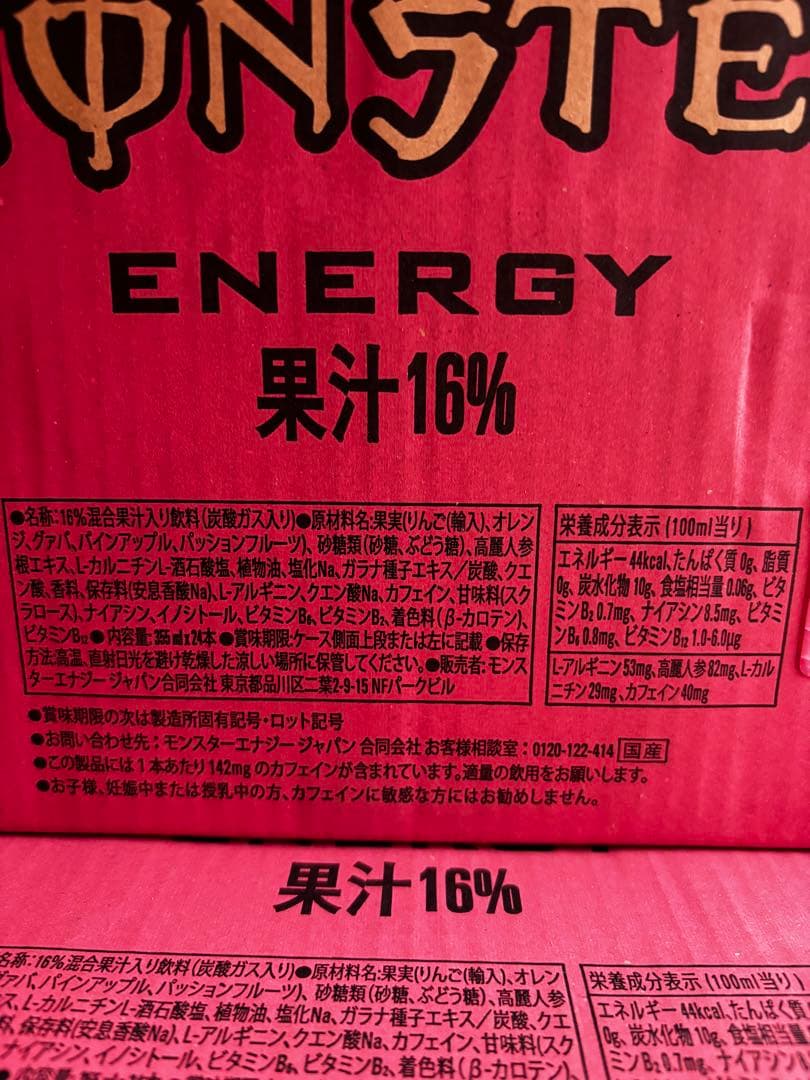 MONSTE
ENERGY
果汁16%
●名称:16%混合果汁入り飲料(炭酸ガス入り)●原材料名:果実(りんご(輸入)、オレン
ジ、グァバ、パインアップル、パッションフルーツ)、砂糖類(砂糖、ぶどう糖)、高麗人参
根エキス、L-カルニチンL-酒石酸塩、植物油、塩化Na、ガラナ種子エキス/炭酸、クエ
ン酸、香料、保存料(安息香酸Na)、L-アルギニン、クエン酸Na、カフェイン、甘味料(スク
ラロース)、ナイアシン、イノシトール、ビタミンB₆、ビタミンB₂、着色料(β-カロテン)、
ビタミンB₁₂●内容量:355ml×24本●賞味期限:ケース側面上段または左に記載●保存
方法:高温、直射日光を避け乾燥した涼しい場所に保管してください。●販売者:モンス
ターエナジー ジャパン合同会社 東京都品川区二葉2-9-15 NFパークビル
栄養成分表示(100ml当り)
エネルギー44kcal、たんぱく質 0g、脂質
0g、炭水化物 10g、食塩相当量 0.06g、ビタ
ミンB₂ 0.7mg、ナイアシン8.5mg、ビタミ
ンB₆ 0.8mg、ビタミンB₁₂ 1.0-6.0μg
L-アルギニン53mg、高麗人参82mg、L-カル
ニチン29mg、カフェイン40mg
●賞味期限の次は製造所固有記号・ロット記号
●お問い合わせ先:モンスターエナジー ジャパン 合同会社 お客様相談室:0120-122-414 国産
●この製品には1本あたり142mgのカフェインが含まれています。適量の飲用をお願いします。
●お子様、妊娠中または授乳中の方、カフェインに敏感な方にはお勧めしません。
果汁16%
名称:16%混合果汁入り飲料(炭酸ガス入り)●原材料名:果実(りんご(輸入)、オレン
グァバ、パインアップル、パッションフルーツ)、砂糖類(砂糖、ぶどう糖)、高麗人参
ス、L-カルニチンL-酒石酸塩、植物油、塩化Na、ガラナ種子エキス/炭酸、クエ
料、保存料(安息香酸Na)、L-アルギニン、クエン酸Na、カフェイン、甘味料(スク
ナイアシン、イノシトール、ビタミンB₆、ビタミンB₂、着色料(β-カロテン)、
栄養成分表示(100ml当り)
エネルギー 44kcal、たんぱく質
0g、炭水化物 10g、食塩相当量
ミンB₂ 0.7mg、ナイアシン